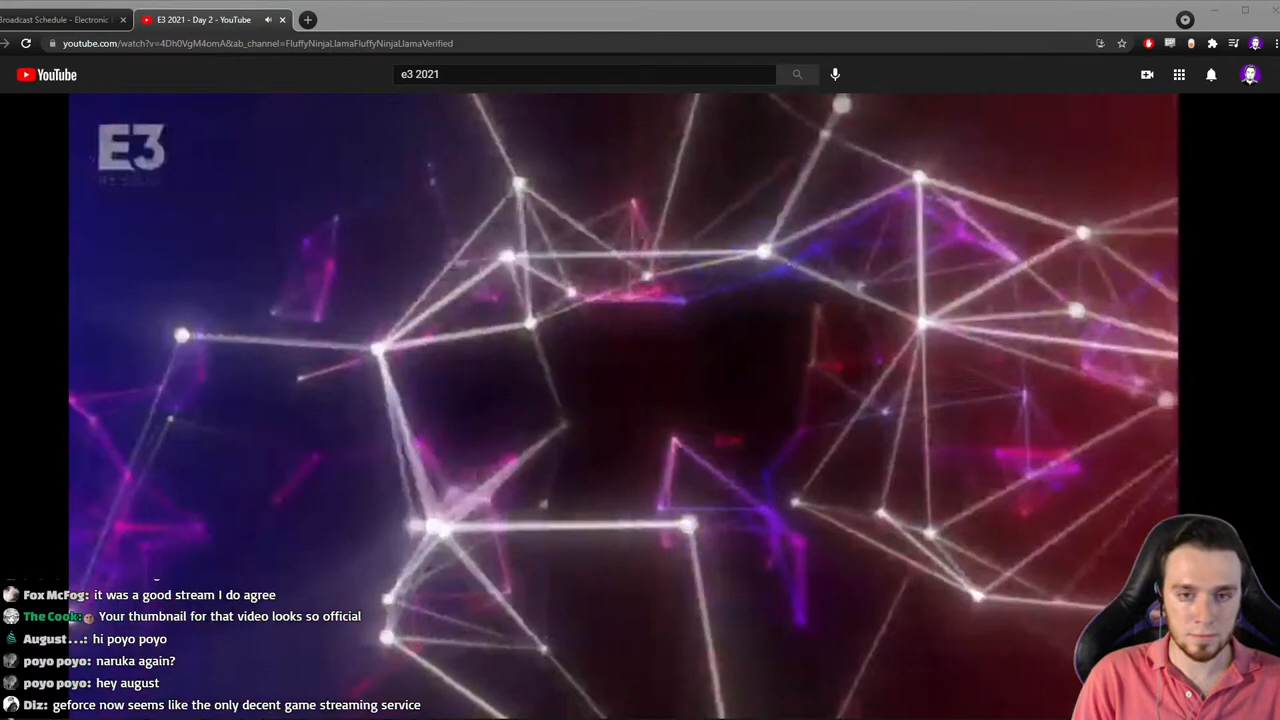 Broadcast Schedule - Electronic
E3 2021 - Day 2 - YouTube
youtube.com/watch?v=4Dh0VgM4omA&ab_channel=FluffyNinjaLlamaFluffyNinjaLlamaVerified
YouTube
e3 2021
E3
Fox McFog: it was a good stream I do agree
The Cook: Your thumbnail for that video looks so official
August...: hi poyo poyo
poyo poyo: naruka again?
poyo poyo: hey august
Diz: geforce now seems like the only decent game streaming service